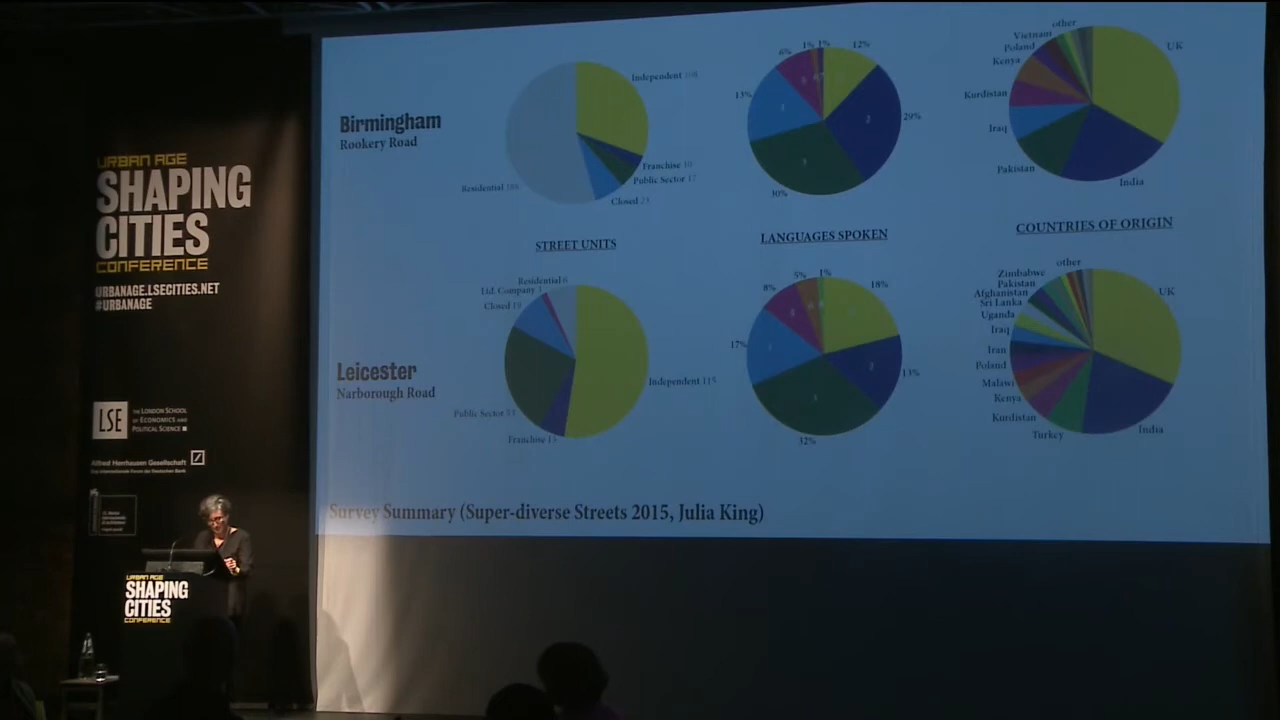 URBAN AGE
SHAPING
CITIES
CONFERENCE
URBANAGE.LSECITIES.NET
#URBANAGE
LSE
THE LONDON SCHOOL
OF ECONOMICS AND
POLITICAL SCIENCE
Alfred Herrhausen Gesellschaft
URBAN AGE
SHAPING
CITIES
CONFERENCE
Birmingham
Rookery Road
Independent
Franchise 10
Public Sector 17
Closed 23
Residential
STREET UNITS
1% 1%
6%
12%
13%
29%
30%
2
3
LANGUAGES SPOKEN
other
Vietnam
Poland
Kenya
Kurdistan
Iraq
Pakistan
India
UK
COUNTRIES OF ORIGIN
Leicester
Narborough Road
Residential 6
Ltd. Company
Closed
Independent 115
Public Sector
Franchise
5%
1%
8%
18%
17%
13%
32%
2
other
Zimbabwe
Pakistan
Afghanistan
Sri Lanka
Uganda
Iraq
Iran
Poland
Malawi
Kenya
Kurdistan
Turkey
India
UK
Survey Summary (Super-diverse Streets 2015, Julia King)